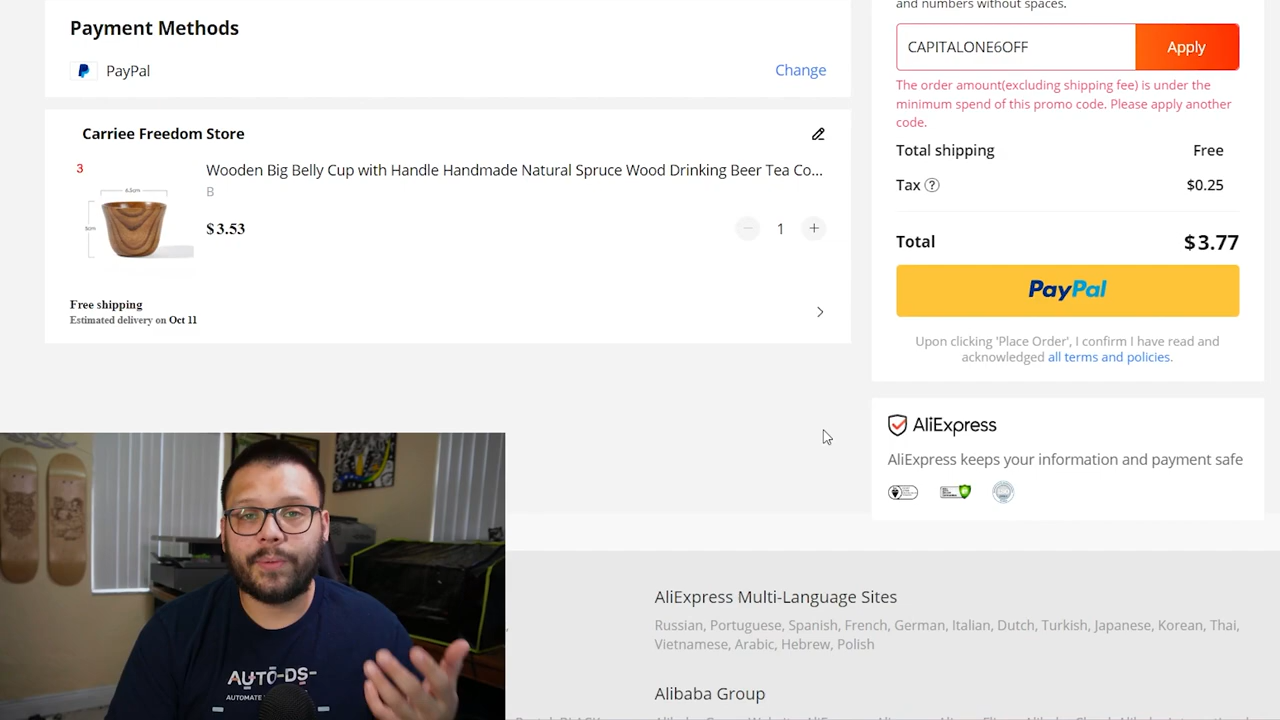 Payment Methods
PayPal
Change
Carriee Freedom Store
3
6.5cm
5cm
Wooden Big Belly Cup with Handle Handmade Natural Spruce Wood Drinking Beer Tea Co...
B
$3.53
1
Free shipping
Estimated delivery on Oct 11
and numbers without spaces.
CAPITALONE6OFF
Apply
The order amount(excluding shipping fee) is under the
minimum spend of this promo code. Please apply another
code.
Total shipping
Free
Tax ?
$0.25
Total
$3.77
PayPal
Upon clicking 'Place Order', I confirm I have read and
acknowledged all terms and policies.
AliExpress
AliExpress keeps your information and payment safe
AUTO-DS-
AUTOMATE
AliExpress Multi-Language Sites
Russian, Portuguese, Spanish, French, German, Italian, Dutch, Turkish, Japanese, Korean, Thai,
Vietnamese, Arabic, Hebrew, Polish
Alibaba Group